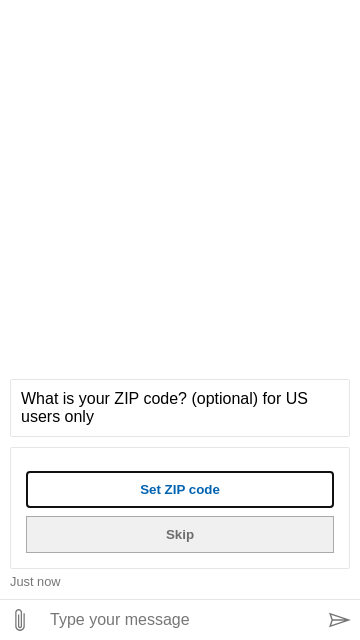 What is your ZIP code? (optional) for US
users only
Set ZIP code
Skip
Just now
Type your message